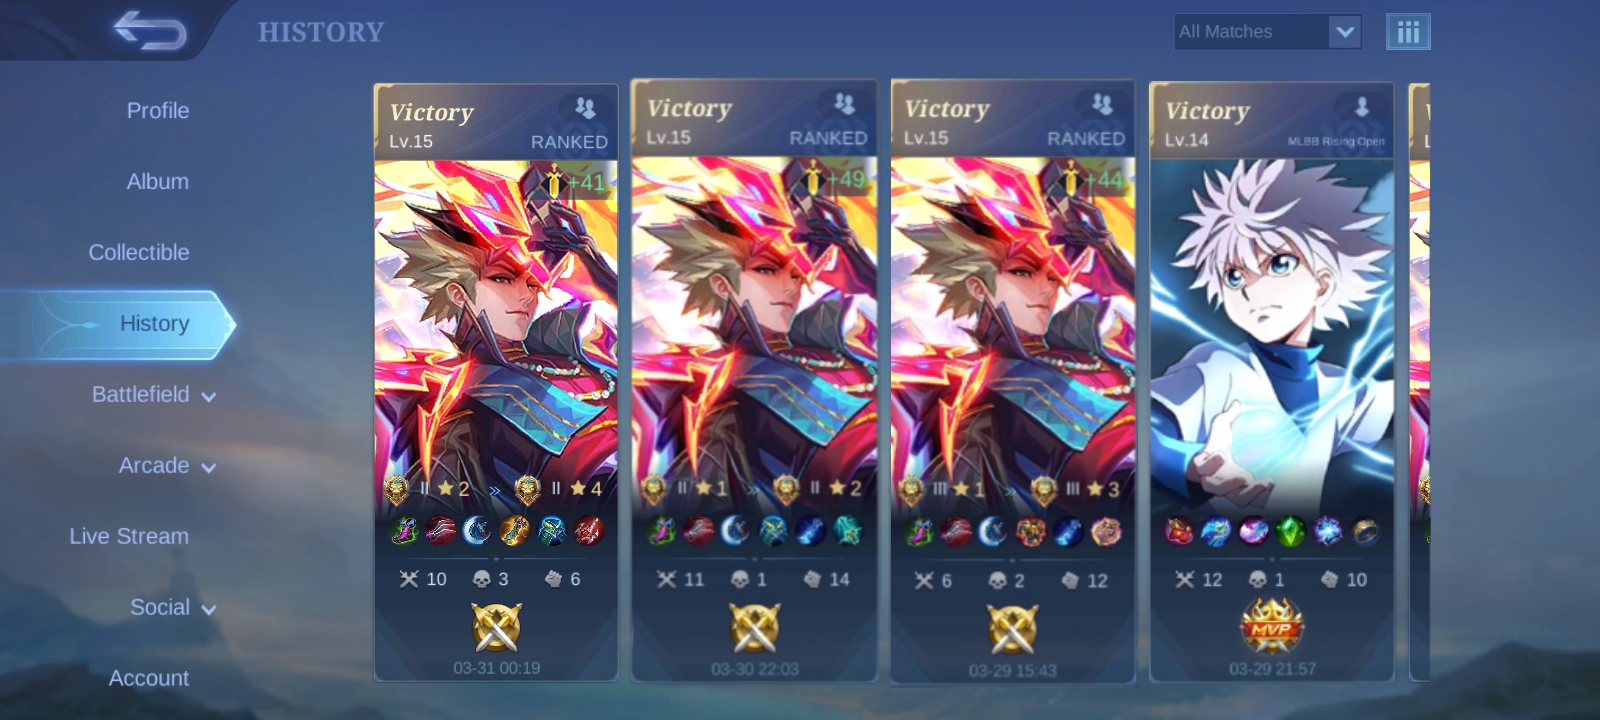 HISTORY
All Matches
Profile
Album
Collectible
History
Battlefield
Arcade
Live Stream
Social
Account
Victory
Lv.15
RANKED
+41
II 2 » II 4
10 3 6
03-31 00:19
Victory
Lv.15
RANKED
+49
II 1 » II 2
11 1 14
03-30 22:03
Victory
Lv.15
RANKED
+44
III 1 » III 3
6 2 12
03-29 15:43
Victory
Lv.14
MLBB Rising Open
12 1 10
MVP
03-29 21:57